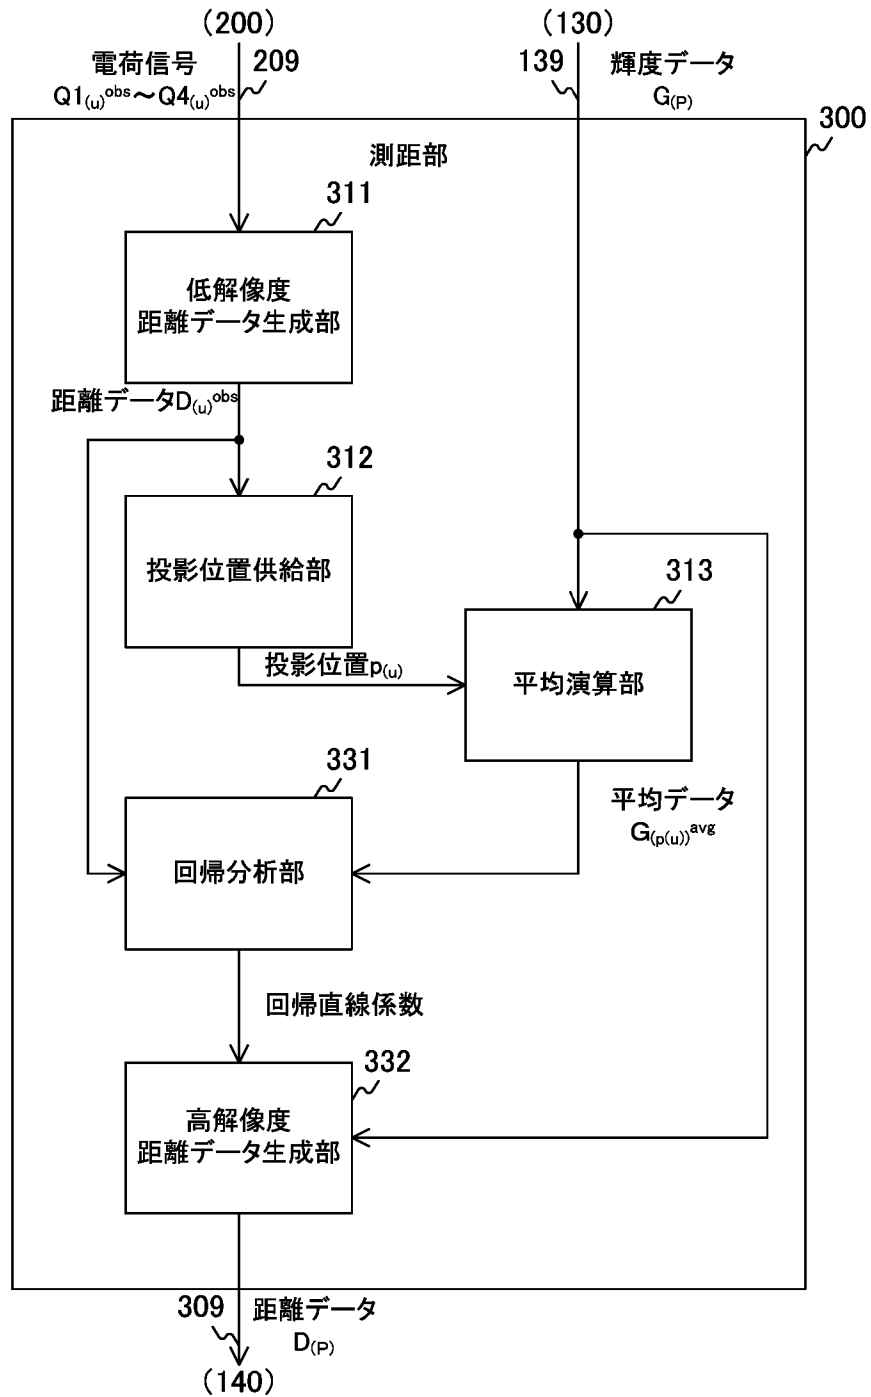 (200)
(130)
電荷信号
209
139
輝度データ
Q1(u)obs～Q4(u)obs
G(P)
300
測距部
311
低解像度
距離データ生成部
距離データD(u)obs
312
投影位置供給部
313
投影位置p(u)
平均演算部
331
平均データ
G(p(u))avg
回帰分析部
回帰直線係数
332
高解像度
距離データ生成部
309
距離データ
D(P)
(140)